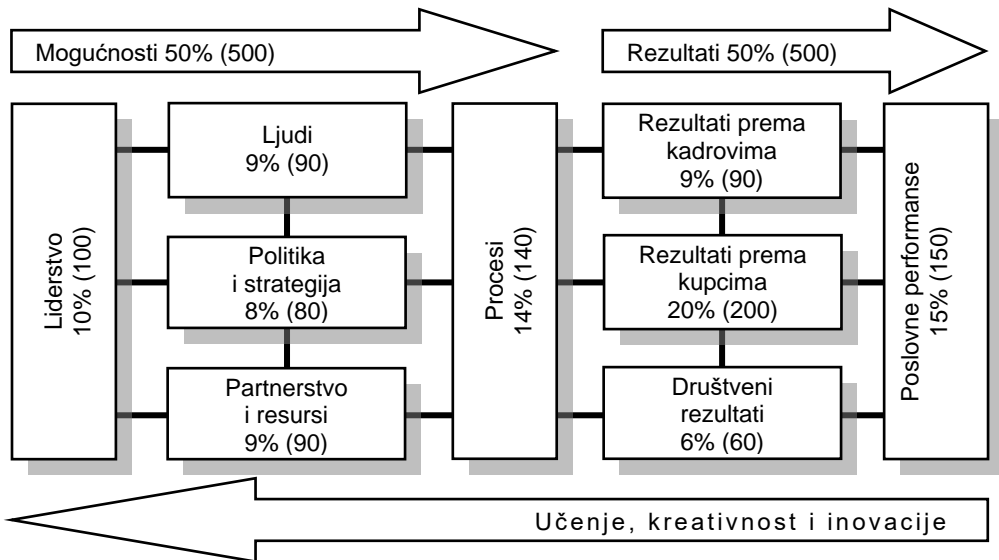 Mogućnosti 50% (500)
Rezultati 50% (500)
Liderstvo
10% (100)
Ljudi
9% (90)
Politika
i strategija
8% (80)
Partnerstvo
i resursi
9% (90)
Procesi
14% (140)
Rezultati prema
kadrovima
9% (90)
Rezultati prema
kupcima
20% (200)
Društveni
rezultati
6% (60)
Poslovne performanse
15% (150)
Učenje, kreativnost i inovacije